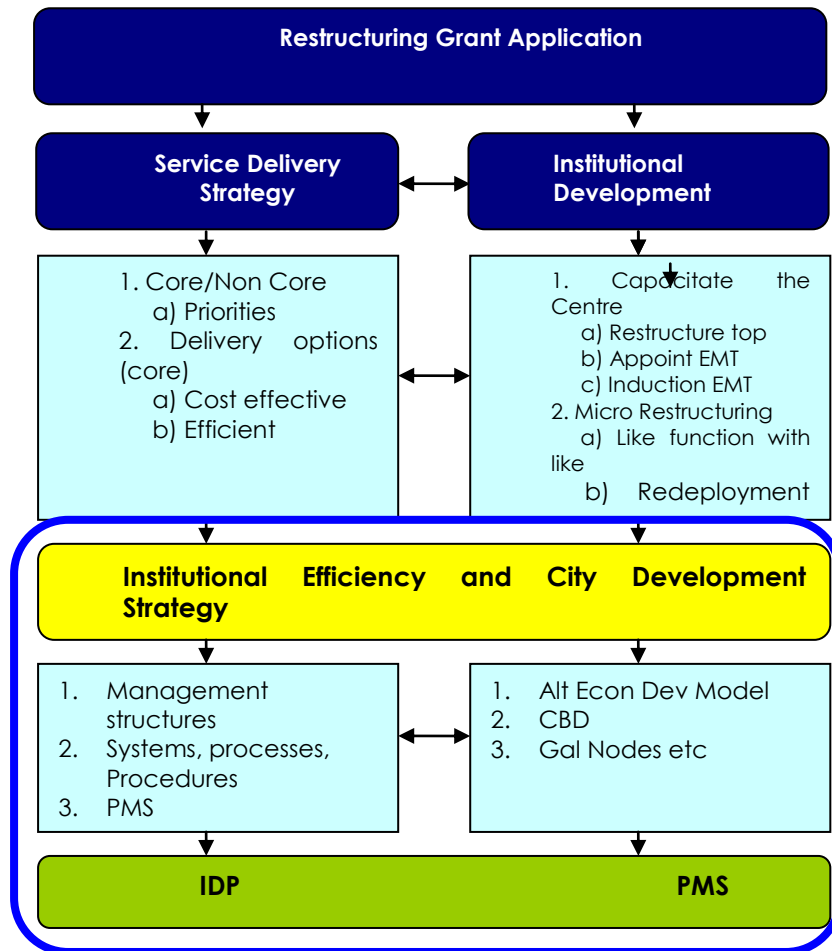 Restructuring Grant Application
Service Delivery
Strategy
Institutional
Development
1. Core/Non Core
a) Priorities
2. Delivery options
(core)
a) Cost effective
b) Efficient
1. Capacitate the
Centre
a) Restructure top
b) Appoint EMT
c) Induction EMT
2. Micro Restructuring
a) Like function with
like
b) Redeployment
Institutional Efficiency and City Development
Strategy
1. Management
structures
2. Systems, processes,
Procedures
3. PMS
1. Alt Econ Dev Model
2. CBD
3. Gal Nodes etc
IDP PMS